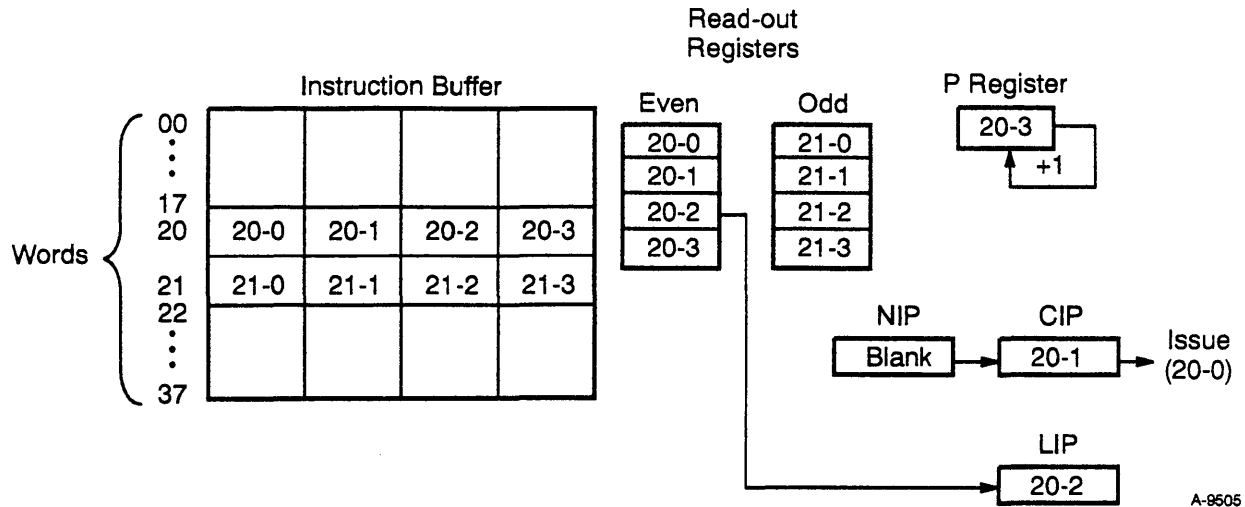 Read-out
Registers
Instruction Buffer
Even
Odd
P Register
Words
00
17
20
21
22
37
20-0 20-1 20-2 20-3
21-0 21-1 21-2 21-3
20-0
20-1
20-2
20-3
21-0
21-1
21-2
21-3
20-3
+1
NIP
Blank
CIP
20-1
Issue
(20-0)
LIP
20-2
A-9505